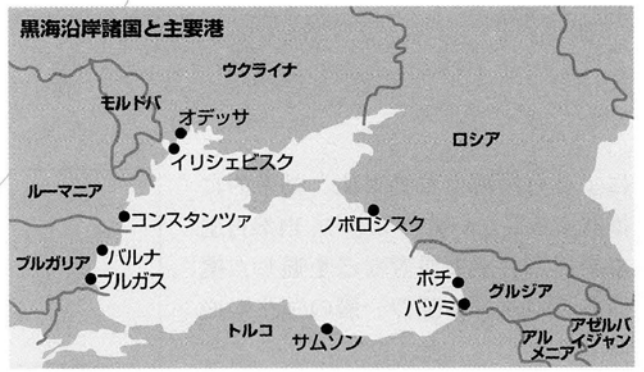 黒海沿岸諸国と主要港
ウクライナ
モルドバ
オデッサ
イリシェビスク
ロシア
ルーマニア
コンスタンツァ
ノボロシスク
ブルガリア
バルナ
ブルガス
ポチ
グルジア
バツミ
トルコ
サムソン
アル
メニア
アゼルバ
イジャン